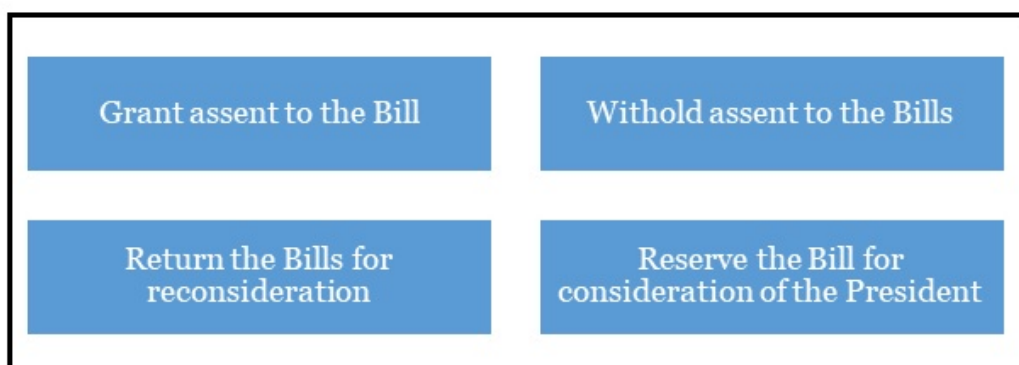 Grant assent to the Bill
Withold assent to the Bills
Return the Bills for
reconsideration
Reserve the Bill for
consideration of the President